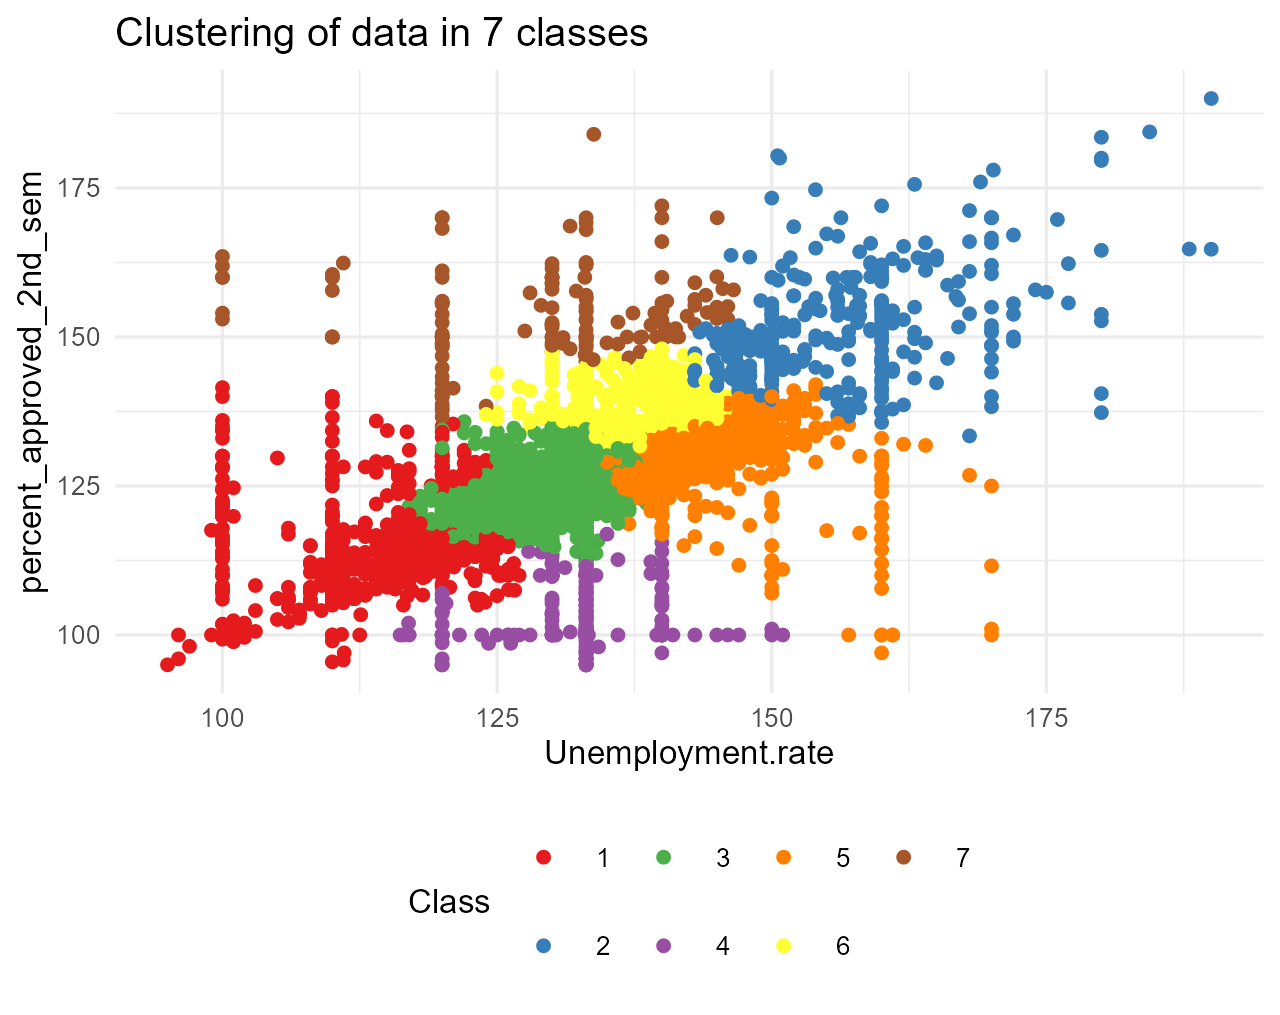 Clustering of data in 7 classes
percent_approved_2nd_sem
175
150
125
100
100 125 150 175
Unemployment.rate
Class
1 3 5 7
2 4 6